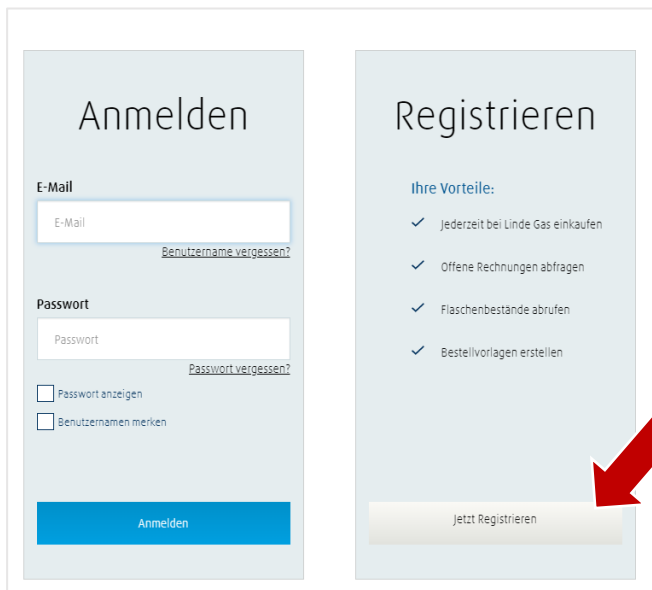 Anmelden
E-Mail
E-Mail
Benutzername vergessen?
Passwort
Passwort
Passwort vergessen?
Passwort anzeigen
Benutzernamen merken
Anmelden
Registrieren
Ihre Vorteile:
Jederzeit bei Linde Gas einkaufen
Offene Rechnungen abfragen
Flaschenbestände abrufen
Bestellvorlagen erstellen
Jetzt Registrieren